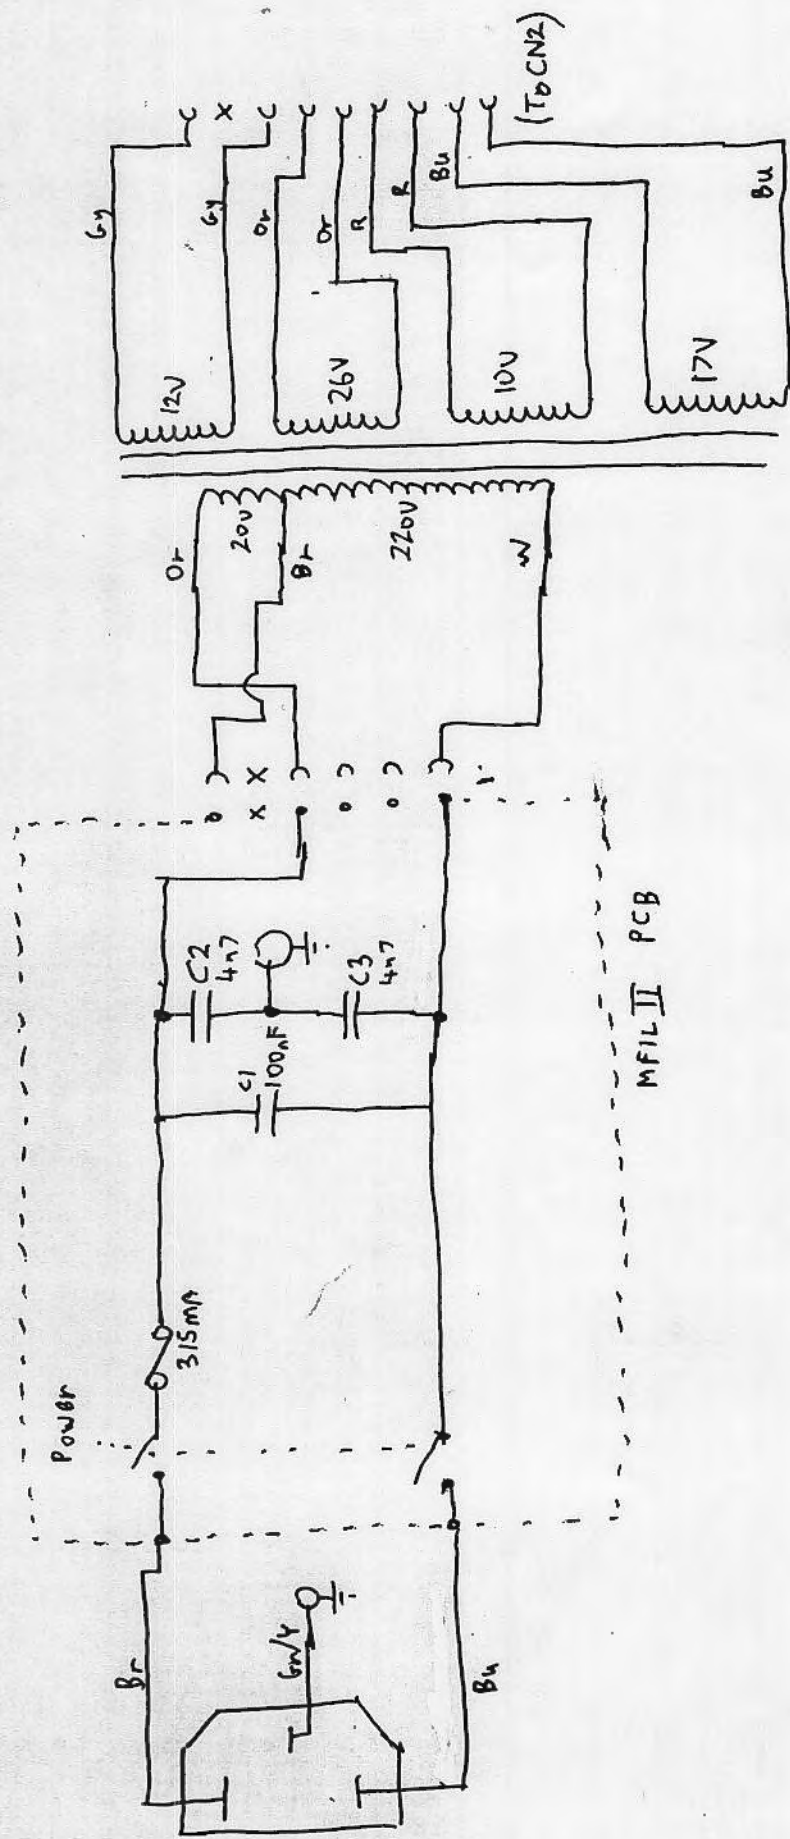 Br
Gn/Y
Bu
Power
315mA
C1
100nF
C2
4n7
C3
4n7
MFIL II PCB
x
x
1
Or
20V
Br
220V
W
12V
Gy
Gy
x
26V
Or
Or
10V
R
R
17V
Bu
Bu
(To CN2)